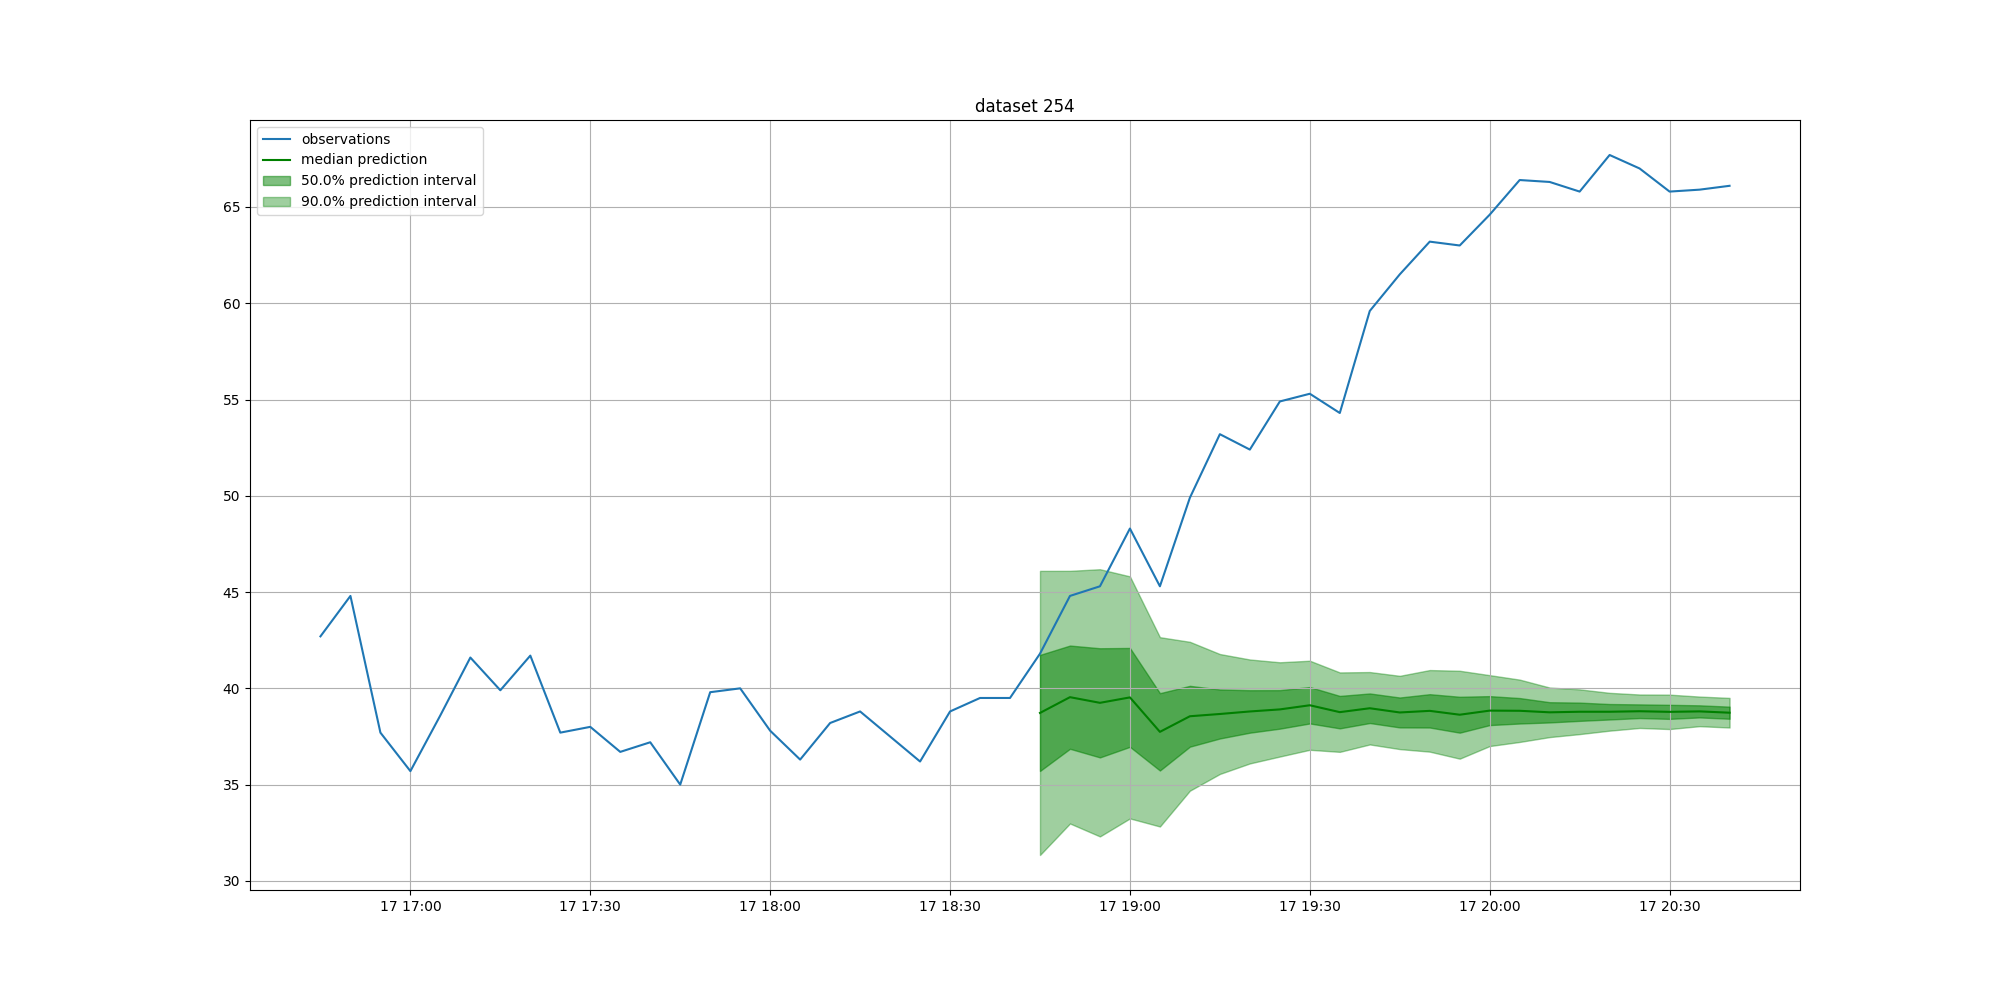 dataset 254
observations
median prediction
50.0% prediction interval
90.0% prediction interval
65
60
55
50
45
40
35
30
17 17:00 17 17:30 17 18:00 17 18:30 17 19:00 17 19:30 17 20:00 17 20:30